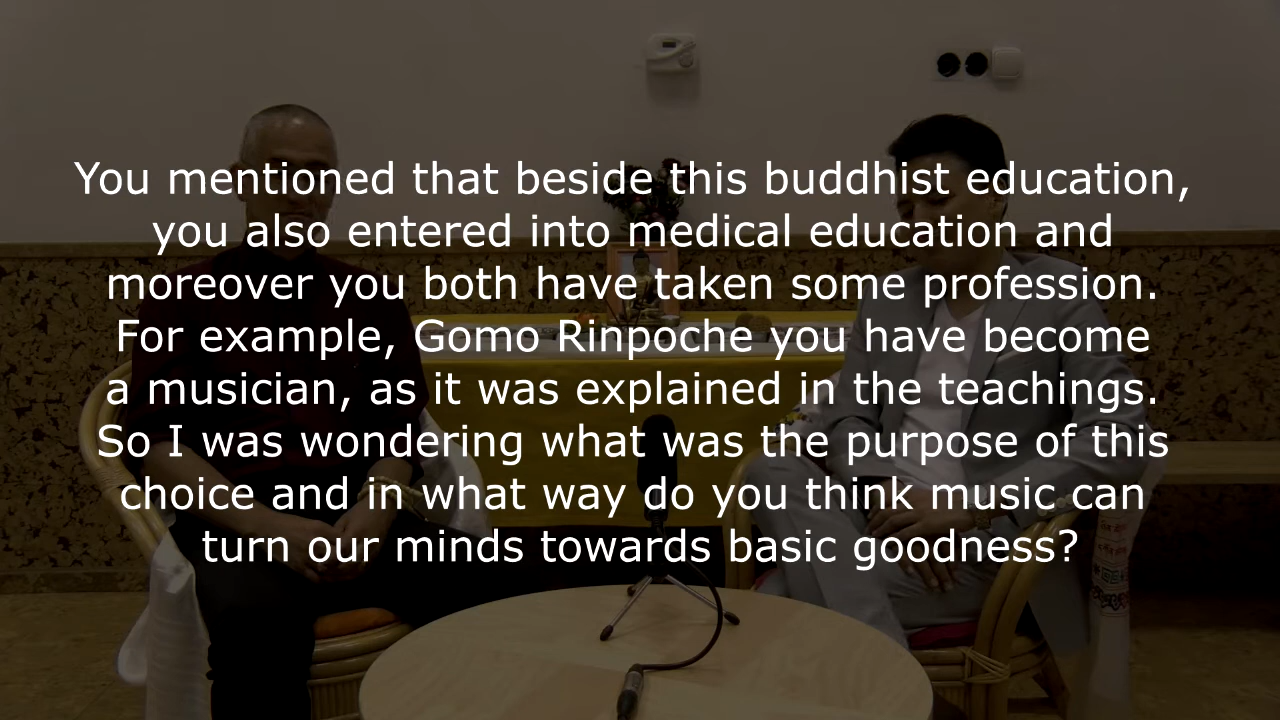 You mentioned that beside this buddhist education,
you also entered into medical education and
moreover you both have taken some profession.
For example, Gomo Rinpoche you have become
a musician, as it was explained in the teachings.
So I was wondering what was the purpose of this
choice and in what way do you think music can
turn our minds towards basic goodness?